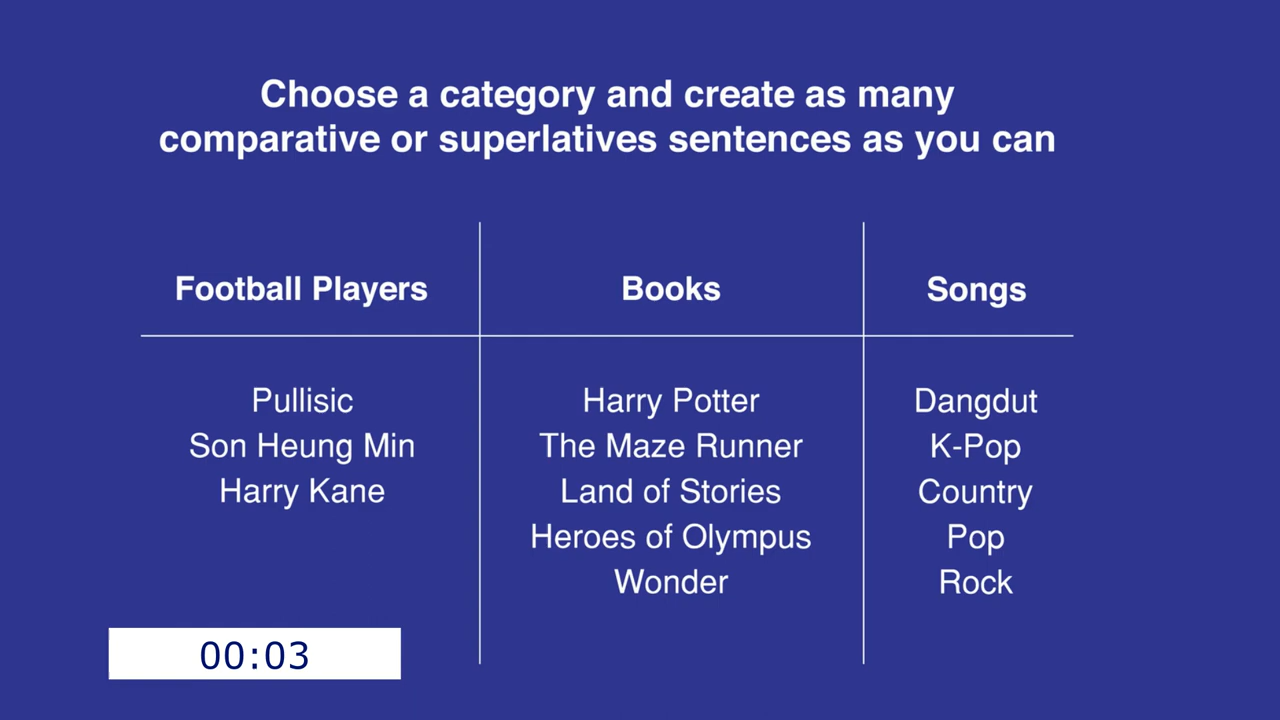 Choose a category and create as many
comparative or superlatives sentences as you can
Football Players
Books
Songs
Pullisic
Harry Potter
Dangdut
Son Heung Min
The Maze Runner
K-Pop
Harry Kane
Land of Stories
Country
Heroes of Olympus
Pop
Wonder
Rock
00:03